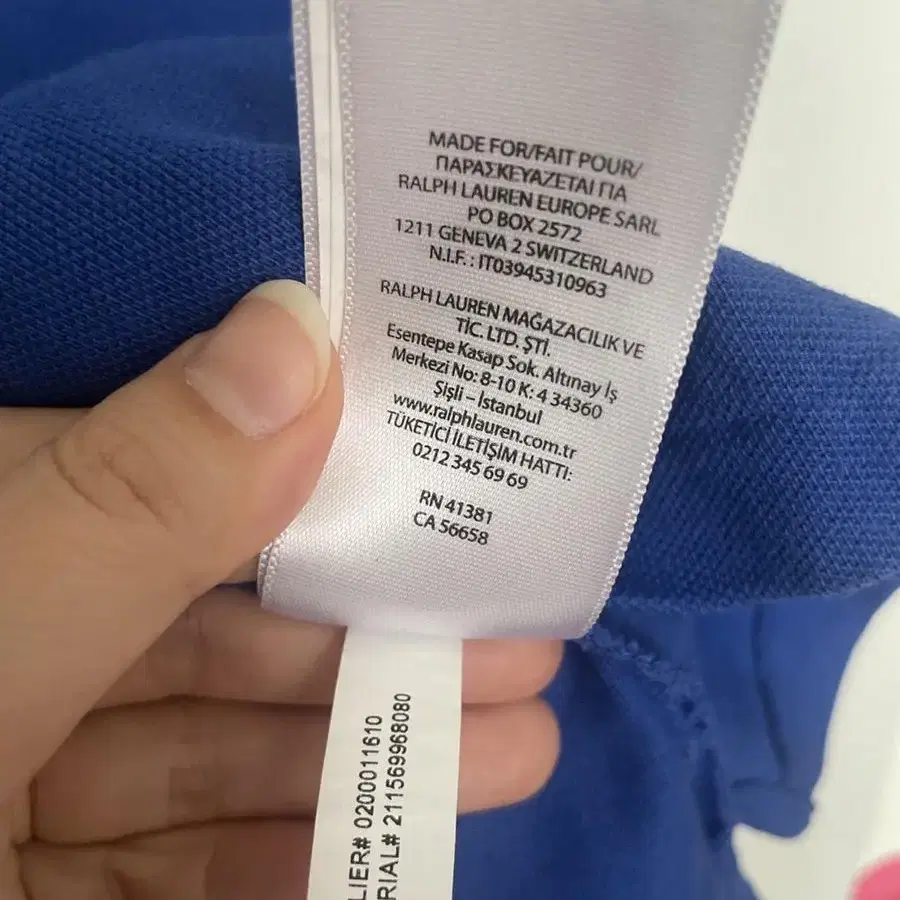 MADE FOR/FAIT POUR/
ΠΑΡΑΣΚΕΥΑΖΕΤΑΙ ΓΙΑ
RALPH LAUREN EUROPE SARL
PO BOX 2572
1211 GENEVA 2 SWITZERLAND
N.I.F. : IT03945310963
RALPH LAUREN MAĞAZACILIK VE
TİC. LTD. ŞTİ.
Esentepe Kasap Sok. Altınay İş
Merkezi No: 8-10 K: 4 34360
Şişli – İstanbul
www.ralphlauren.com.tr
TÜKETİCİ İLETİŞİM HATTI:
0212 345 69 69
RN 41381
CA 56658
LIER# 0200011610
RIAL# 211569968080